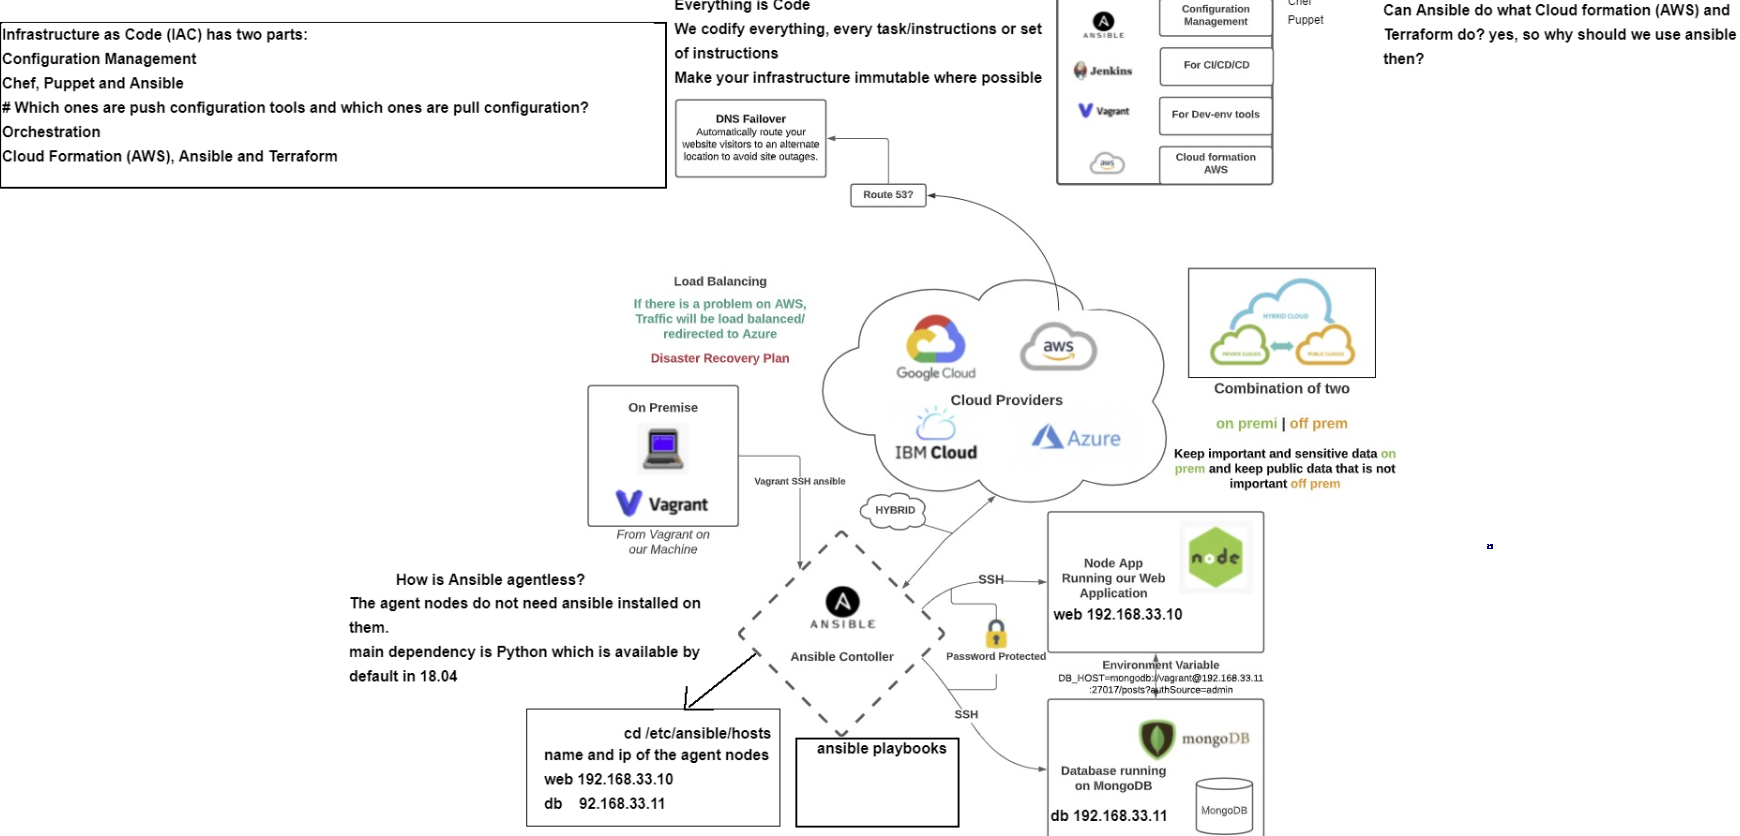 Infrastructure as Code (IAC) has two parts:
Configuration Management
Chef, Puppet and Ansible
# Which ones are push configuration tools and which ones are pull configuration?
Orchestration
Cloud Formation (AWS), Ansible and Terraform
Everything is Code
We codify everything, every task/instructions or set
of instructions
Make your infrastructure immutable where possible
DNS Failover
Automatically route your
website visitors to an alternate
location to avoid site outages.
Route 53?
ANSIBLE
Configuration
Management
Chef
Puppet
Jenkins
For CI/CD/CD
Vagrant
For Dev-env tools
aws
Cloud formation
AWS
Can Ansible do what Cloud formation (AWS) and
Terraform do? yes, so why should we use ansible
then?
Load Balancing
If there is a problem on AWS,
Traffic will be load balanced/
redirected to Azure
Disaster Recovery Plan
Google Cloud
aws
Cloud Providers
IBM Cloud
Azure
HYBRID CLOUD
PRIVATE CLOUDS
PUBLIC CLOUDS
Combination of two
on premi | off prem
Keep important and sensitive data on
prem and keep public data that is not
important off prem
On Premise
Vagrant
From Vagrant on
our Machine
Vagrant SSH ansible
HYBRID
How is Ansible agentless?
The agent nodes do not need ansible installed on
them.
main dependency is Python which is available by
default in 18.04
ANSIBLE
Ansible Contoller
SSH
Password Protected
SSH
Node App
Running our Web
Application
node
web 192.168.33.10
Environment Variable
DB_HOST=mongodb://vagrant@192.168.33.11
:27017/posts?authSource=admin
mongoDB
Database running
on MongoDB
MongoDB
db 192.168.33.11
cd /etc/ansible/hosts
name and ip of the agent nodes
web 192.168.33.10
db 92.168.33.11
ansible playbooks